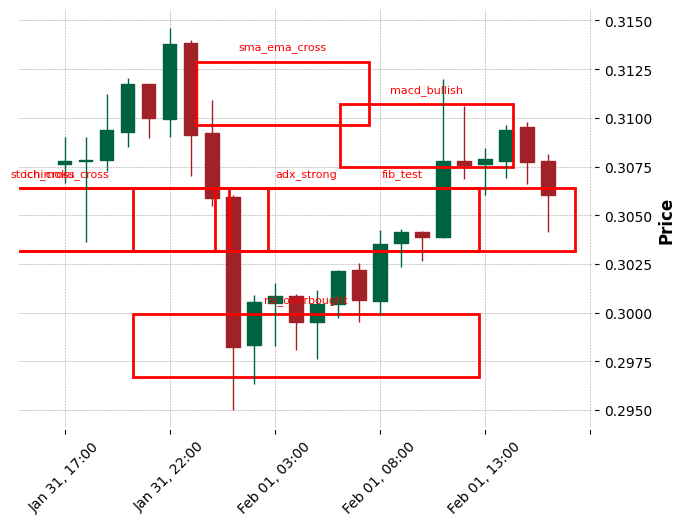 0.3150
sma_ema_cross
0.3125
macd_bullish
0.3100
0.3075
adx_strong
fib_test
0.3050
Price
0.3025
0.3000
0.2975
0.2950
Jan 31, 17:00
Jan 31, 22:00
Feb 01, 03:00
Feb 01, 08:00
Feb 01, 13:00